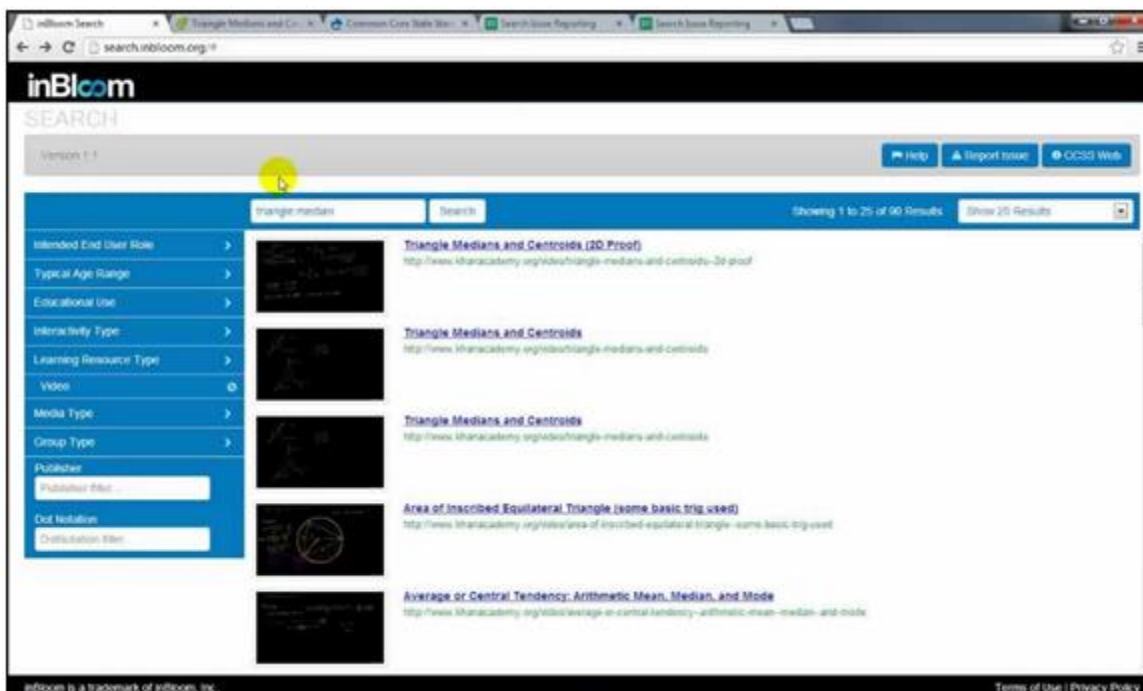 inBloom Search
Triangle Medians and Ce
Common Core State Stan
Search Issue Reporting
Search Issue Reporting
search.inbloom.org/#
inBloom
SEARCH
Version 1.1
Help
Report Issue
CCSS Web
triangle median
Search
Showing 1 to 25 of 90 Results
Show 25 Results
Intended End User Role
Typical Age Range
Educational Use
Interactivity Type
Learning Resource Type
Video
Media Type
Group Type
Publisher
Publisher filter...
Dot Notation
DotNotation filter...
Triangle Medians and Centroids (2D Proof)
http://www.khanacademy.org/video/triangle-medians-and-centroids--2d-proof
Triangle Medians and Centroids
http://www.khanacademy.org/video/triangle-medians-and-centroids
Triangle Medians and Centroids
http://www.khanacademy.org/video/triangle-medians-and-centroids
Area of Inscribed Equilateral Triangle (some basic trig used)
http://www.khanacademy.org/video/area-of-inscribed-equilateral-triangle--some-basic-trig-used
Average or Central Tendency: Arithmetic Mean, Median, and Mode
http://www.khanacademy.org/video/average-or-central-tendency--arithmetic-mean--median--and-mode
inBloom is a trademark of inBloom, Inc.
Terms of Use | Privacy Policy